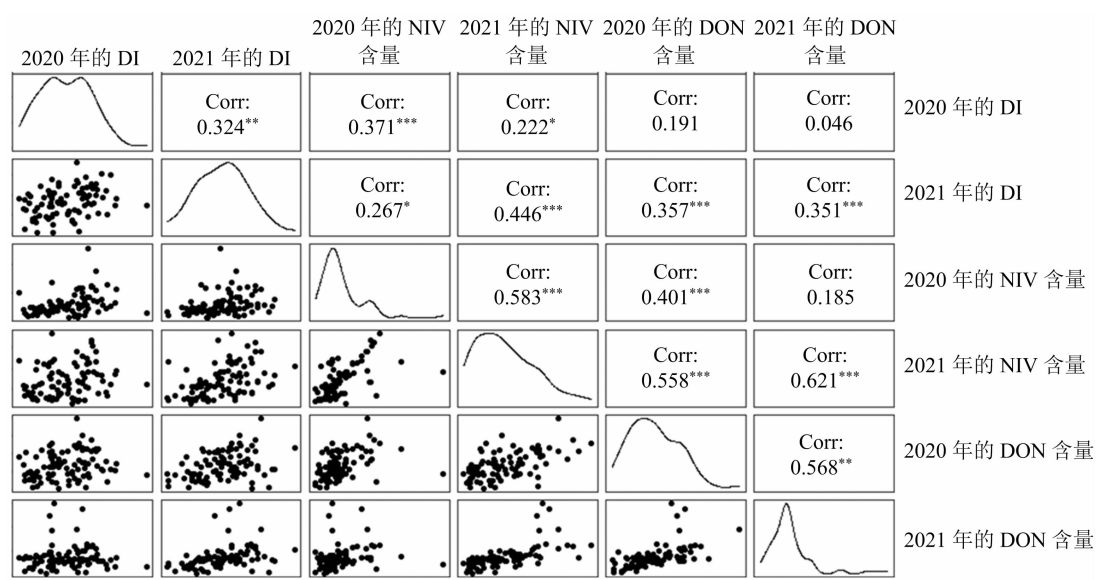 2020 年的 DI
2021 年的 DI
2020 年的 NIV
含量
2021 年的 NIV
含量
2020 年的 DON
含量
2021 年的 DON
含量
Corr:
0.324**
Corr:
0.371***
Corr:
0.222*
Corr:
0.191
Corr:
0.046
2020 年的 DI
Corr:
0.267*
Corr:
0.446***
Corr:
0.357***
Corr:
0.351***
2021 年的 DI
Corr:
0.583***
Corr:
0.401***
Corr:
0.185
2020 年的 NIV 含量
Corr:
0.558***
Corr:
0.621***
2021 年的 NIV 含量
Corr:
0.568**
2020 年的 DON 含量
2021 年的 DON 含量